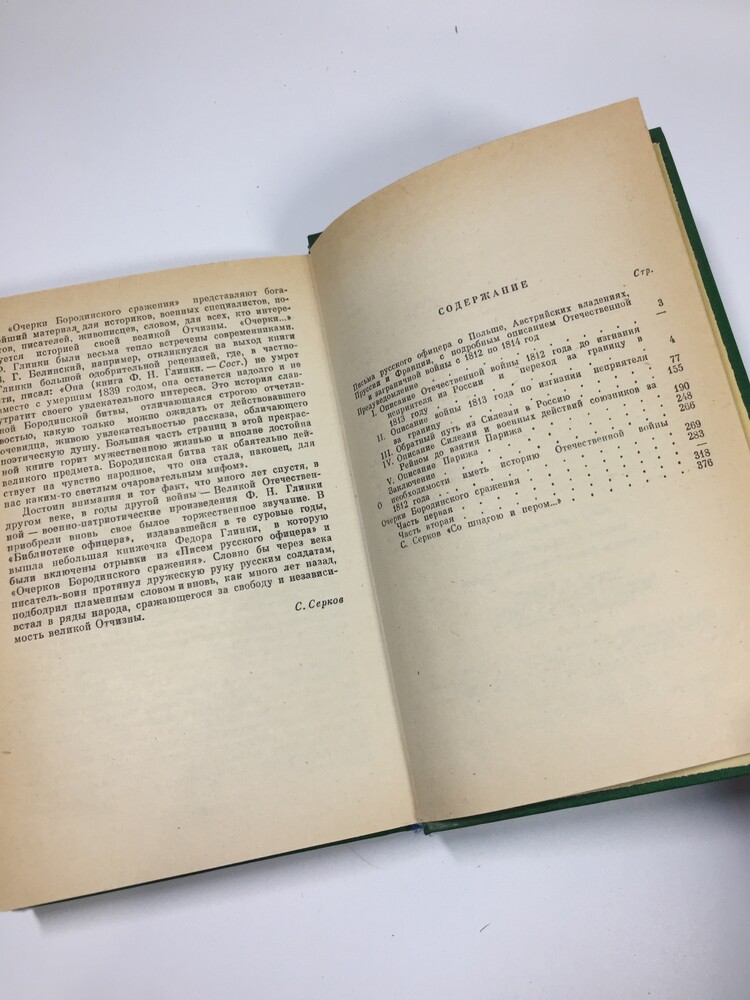 «Очерки Бородинского сражения» представляют бога-
ейший материал для историков, военных специалистов, по-
тов, писателей, живописцев, словом, для всех, кто интере-
уется историей своей великой Отчизны. «Очерки...»
Ф. Глинки были весьма тепло встречены современниками.
В. Г. Белинский, например, откликнулся на выход книги
Глинки большой одобрительной рецензией, где, в частно-
сти, писал: «Она (книга Ф. Н. Глинки. — Сост.) не умрет
вместе с умершим 1839 годом, она останется надолго и не
утратит своего увлекательного интереса. Это история слав-
ной Бородинской битвы, отличающаяся строгою отчетли-
востью, какую только можно ожидать от действовавшего
очевидца, живою увлекательностью рассказа, обличающего
поэтическую душу. Большая часть страниц в этой прекрас-
ной книге горит мужественною жизнью и вполне достойна
великого предмета. Бородинская битва так обаятельно дей-
ствует на чувство народное, что она стала, наконец, для
нас каким-то светлым очаровательным мифом».
Достоин внимания и тот факт, что много лет спустя, в
другом веке, в годы другой войны — Великой Отечествен-
ной — военно-патриотические произведения Ф. Н. Глинки
приобрели вновь свое былое торжественное звучание. В
«Библиотеке офицера», издававшейся в те суровые годы,
вышла небольшая книжечка Федора Глинки, в которую
были включены отрывки из «Писем русского офицера» и
«Очерков Бородинского сражения». Словно бы через века
писатель-воин протянул дружескую руку русским солдатам,
подбодрил пламенным словом и вновь, как много лет назад,
встал в ряды народа, сражающегося за свободу и независи-
мость великой Отчизны.
С. Серков
СОДЕРЖАНИЕ
Стр.
Письма русского офицера о Польше, Австрийских владениях,
Пруссии и Франции, с подробным описанием Отечественной
и заграничной войны с 1812 по 1814 год 3
Предуведомление —
I. Описание Отечественной войны 1812 года до изгнания
неприятеля из России и переход за границу в
1813 году 4
II. Описание войны 1813 года по изгнании неприятеля
за границу 77
III. Обратный путь из Силезии в Россию 155
IV. Описание Силезии и военных действий союзников за
Рейном до взятия Парижа 190
V. Описание Парижа 248
Заключение 266
О необходимости иметь историю Отечественной войны
1812 года 269
Очерки Бородинского сражения 283
Часть первая —
Часть вторая 318
С. Серков «Со шпагою и пером...» 376